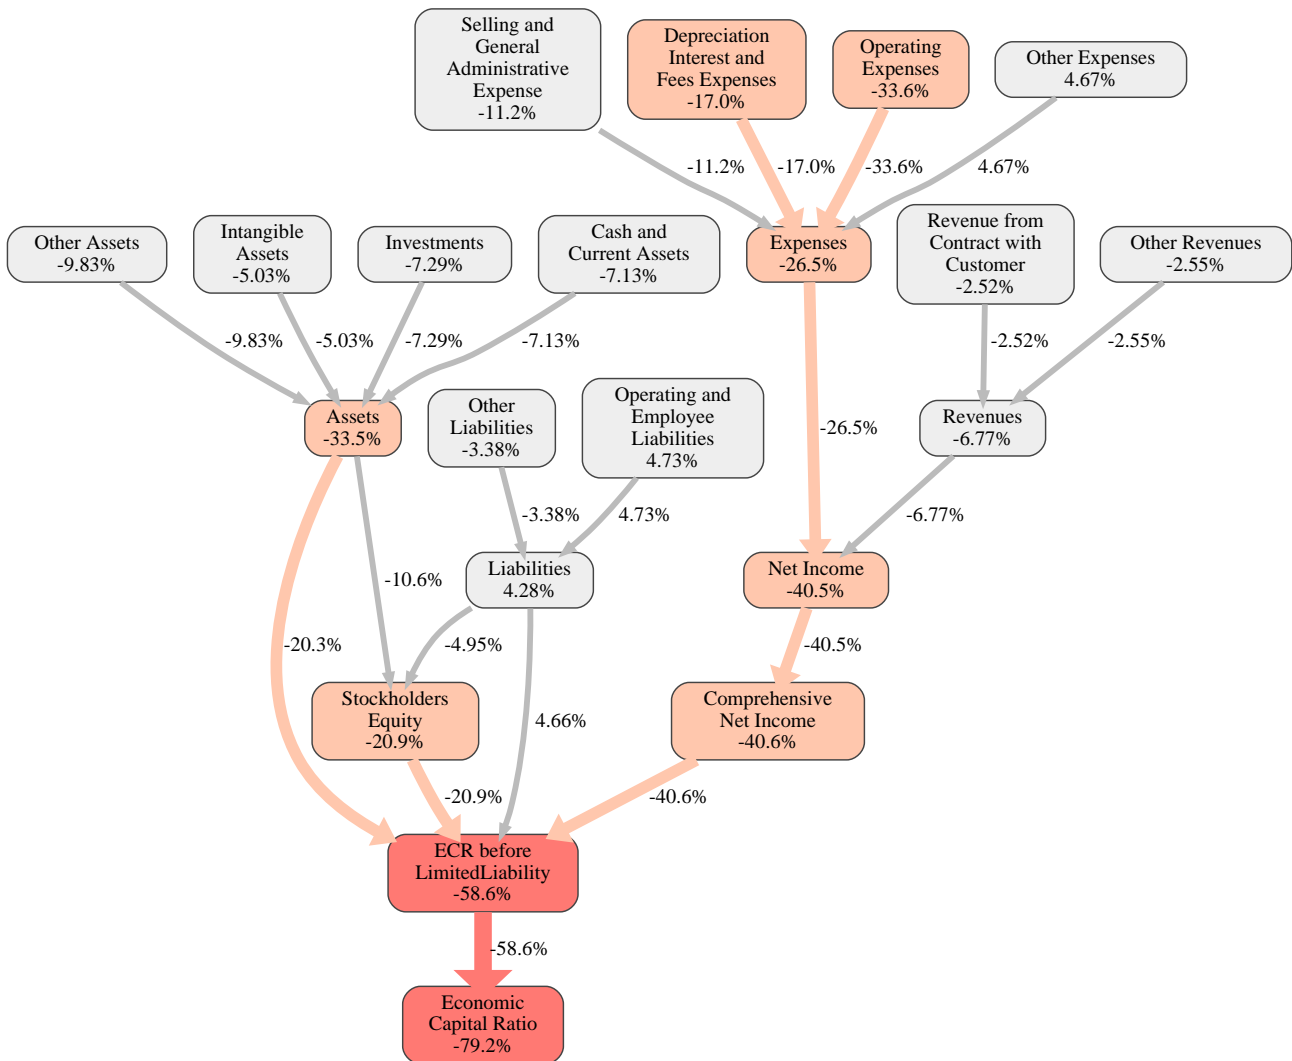 Selling and
General
Administrative
Expense
-11.2%
Depreciation
Interest and
Fees Expenses
-17.0%
Operating
Expenses
-33.6%
Other Expenses
4.67%
-11.2%
-17.0%
-33.6%
4.67%
Other Assets
-9.83%
Intangible
Assets
-5.03%
Investments
-7.29%
Cash and
Current Assets
-7.13%
Expenses
-26.5%
Revenue from
Contract with
Customer
-2.52%
Other Revenues
-2.55%
-9.83%
-5.03%
-7.29%
-7.13%
-2.52%
-2.55%
Assets
-33.5%
Other
Liabilities
-3.38%
Operating and
Employee
Liabilities
4.73%
-26.5%
Revenues
-6.77%
-3.38%
4.73%
-6.77%
-10.6%
Liabilities
4.28%
Net Income
-40.5%
-20.3%
-4.95%
-40.5%
Stockholders
Equity
-20.9%
4.66%
Comprehensive
Net Income
-40.6%
-20.9%
-40.6%
ECR before
LimitedLiability
-58.6%
-58.6%
Economic
Capital Ratio
-79.2%